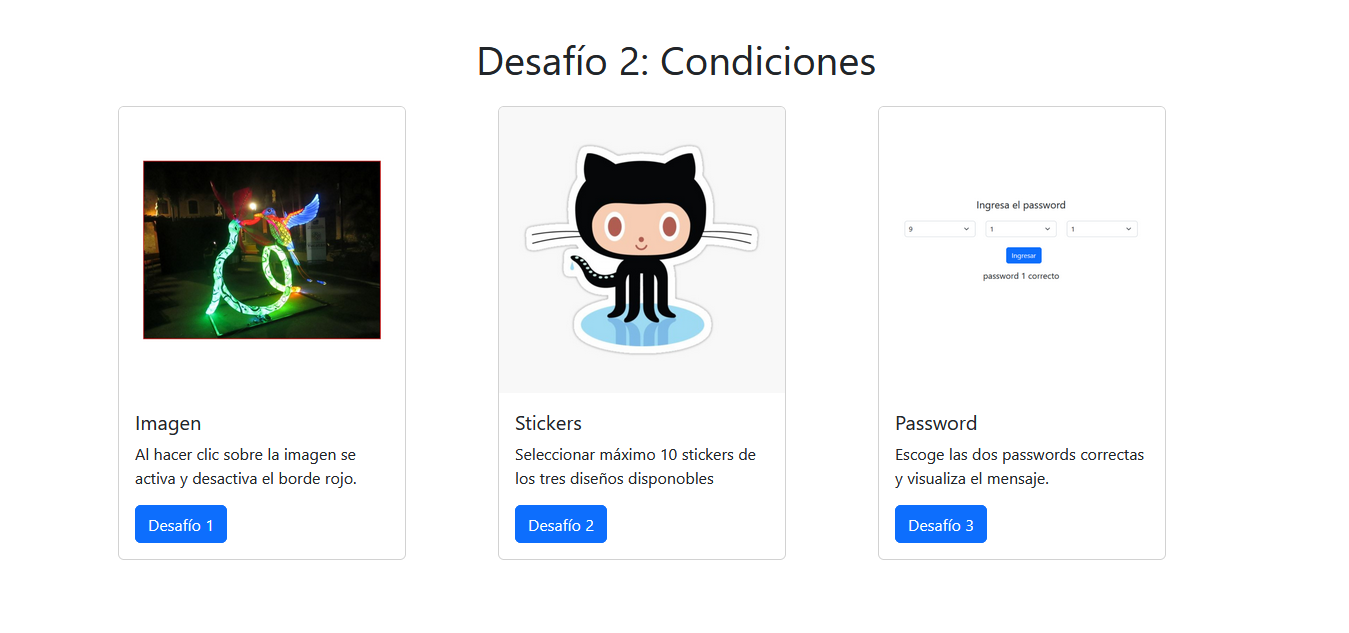 Desafío 2: Condiciones
Ingresa el password
9 1 1
Ingresar
password 1 correcto
Imagen
Al hacer clic sobre la imagen se
activa y desactiva el borde rojo.
Desafío 1
Stickers
Seleccionar máximo 10 stickers de
los tres diseños disponobles
Desafío 2
Password
Escoge las dos passwords correctas
y visualiza el mensaje.
Desafío 3